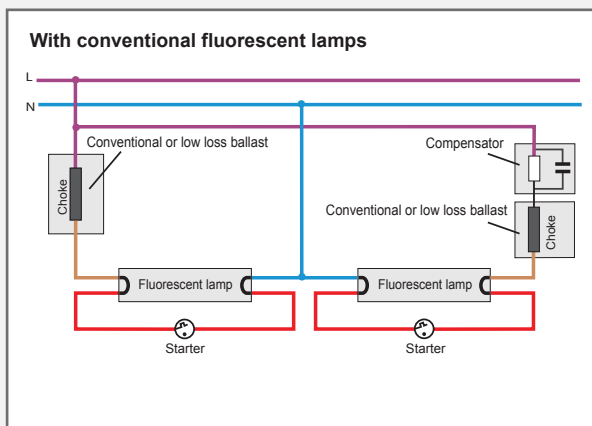 With conventional fluorescent lamps
L
N
Conventional or low loss ballast
Compensator
Choke
Conventional or low loss ballast
Choke
Fluorescent lamp
Fluorescent lamp
Starter
Starter